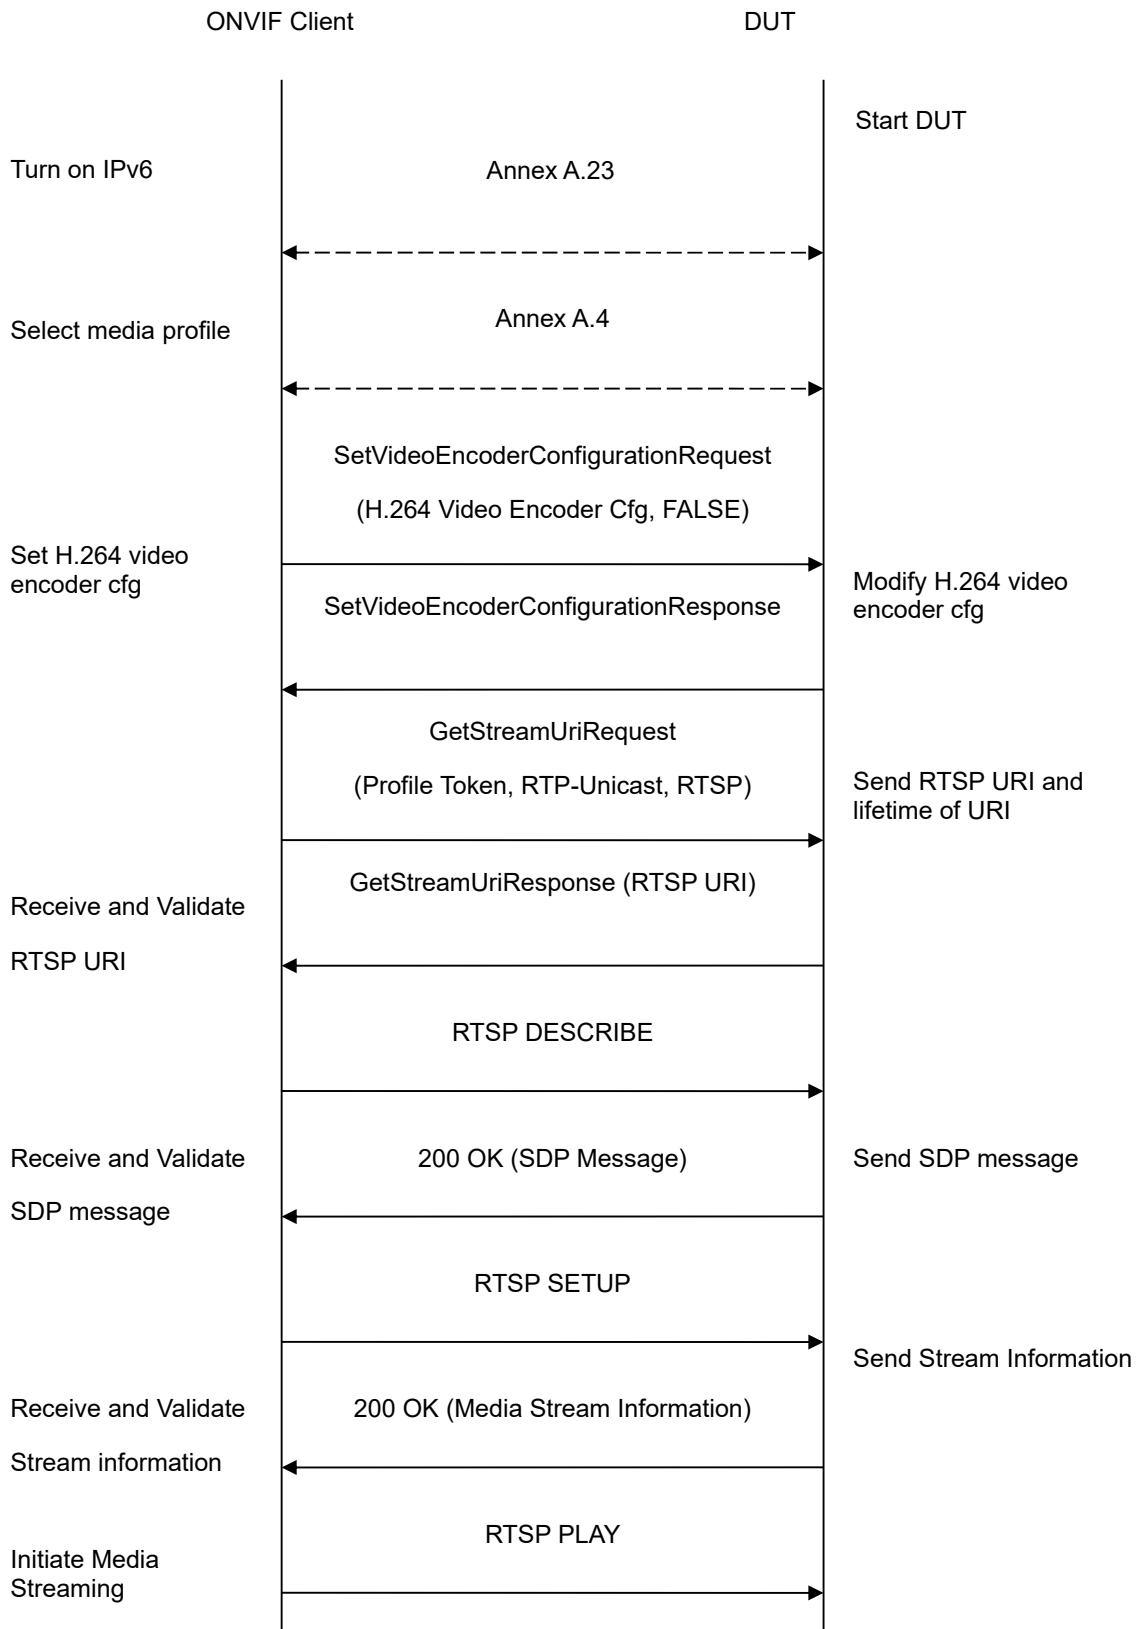 ONVIF Client
DUT
Start DUT
Turn on IPv6
Annex A.23
Select media profile
Annex A.4
SetVideoEncoderConfigurationRequest
(H.264 Video Encoder Cfg, FALSE)
Set H.264 video
encoder cfg
Modify H.264 video
encoder cfg
SetVideoEncoderConfigurationResponse
GetStreamUriRequest
(Profile Token, RTP-Unicast, RTSP)
Send RTSP URI and
lifetime of URI
GetStreamUriResponse (RTSP URI)
Receive and Validate
RTSP URI
RTSP DESCRIBE
Receive and Validate
SDP message
200 OK (SDP Message)
Send SDP message
RTSP SETUP
Send Stream Information
Receive and Validate
Stream information
200 OK (Media Stream Information)
RTSP PLAY
Initiate Media
Streaming